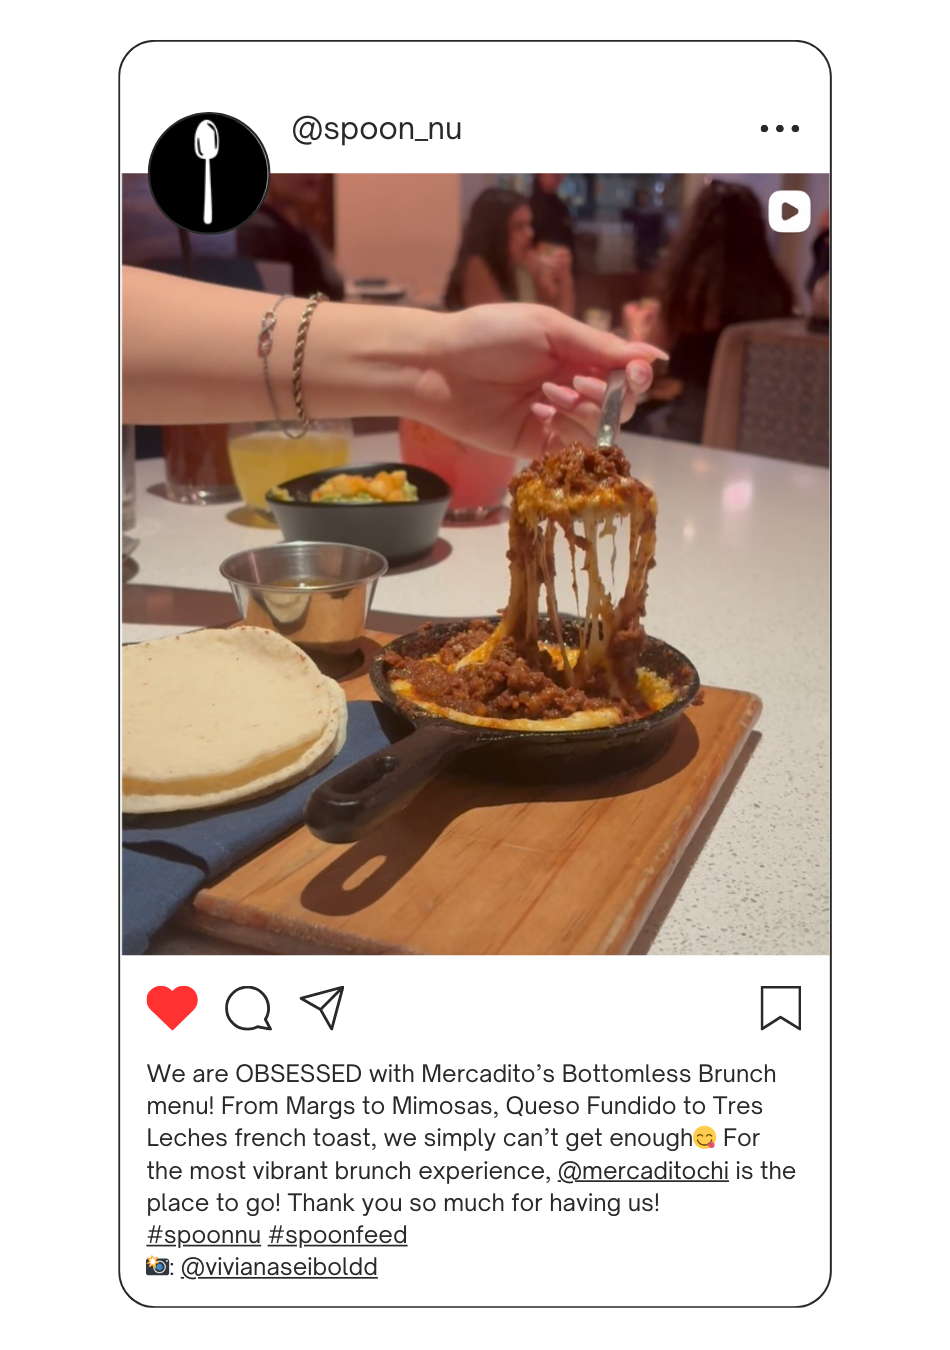 @spoon_nu
We are OBSESSED with Mercadito’s Bottomless Brunch
menu! From Margs to Mimosas, Queso Fundido to Tres
Leches french toast, we simply can’t get enough😋 For
the most vibrant brunch experience, @mercaditochi is the
place to go! Thank you so much for having us!
#spoonnu #spoonfeed
📸: @vivianaseiboldd